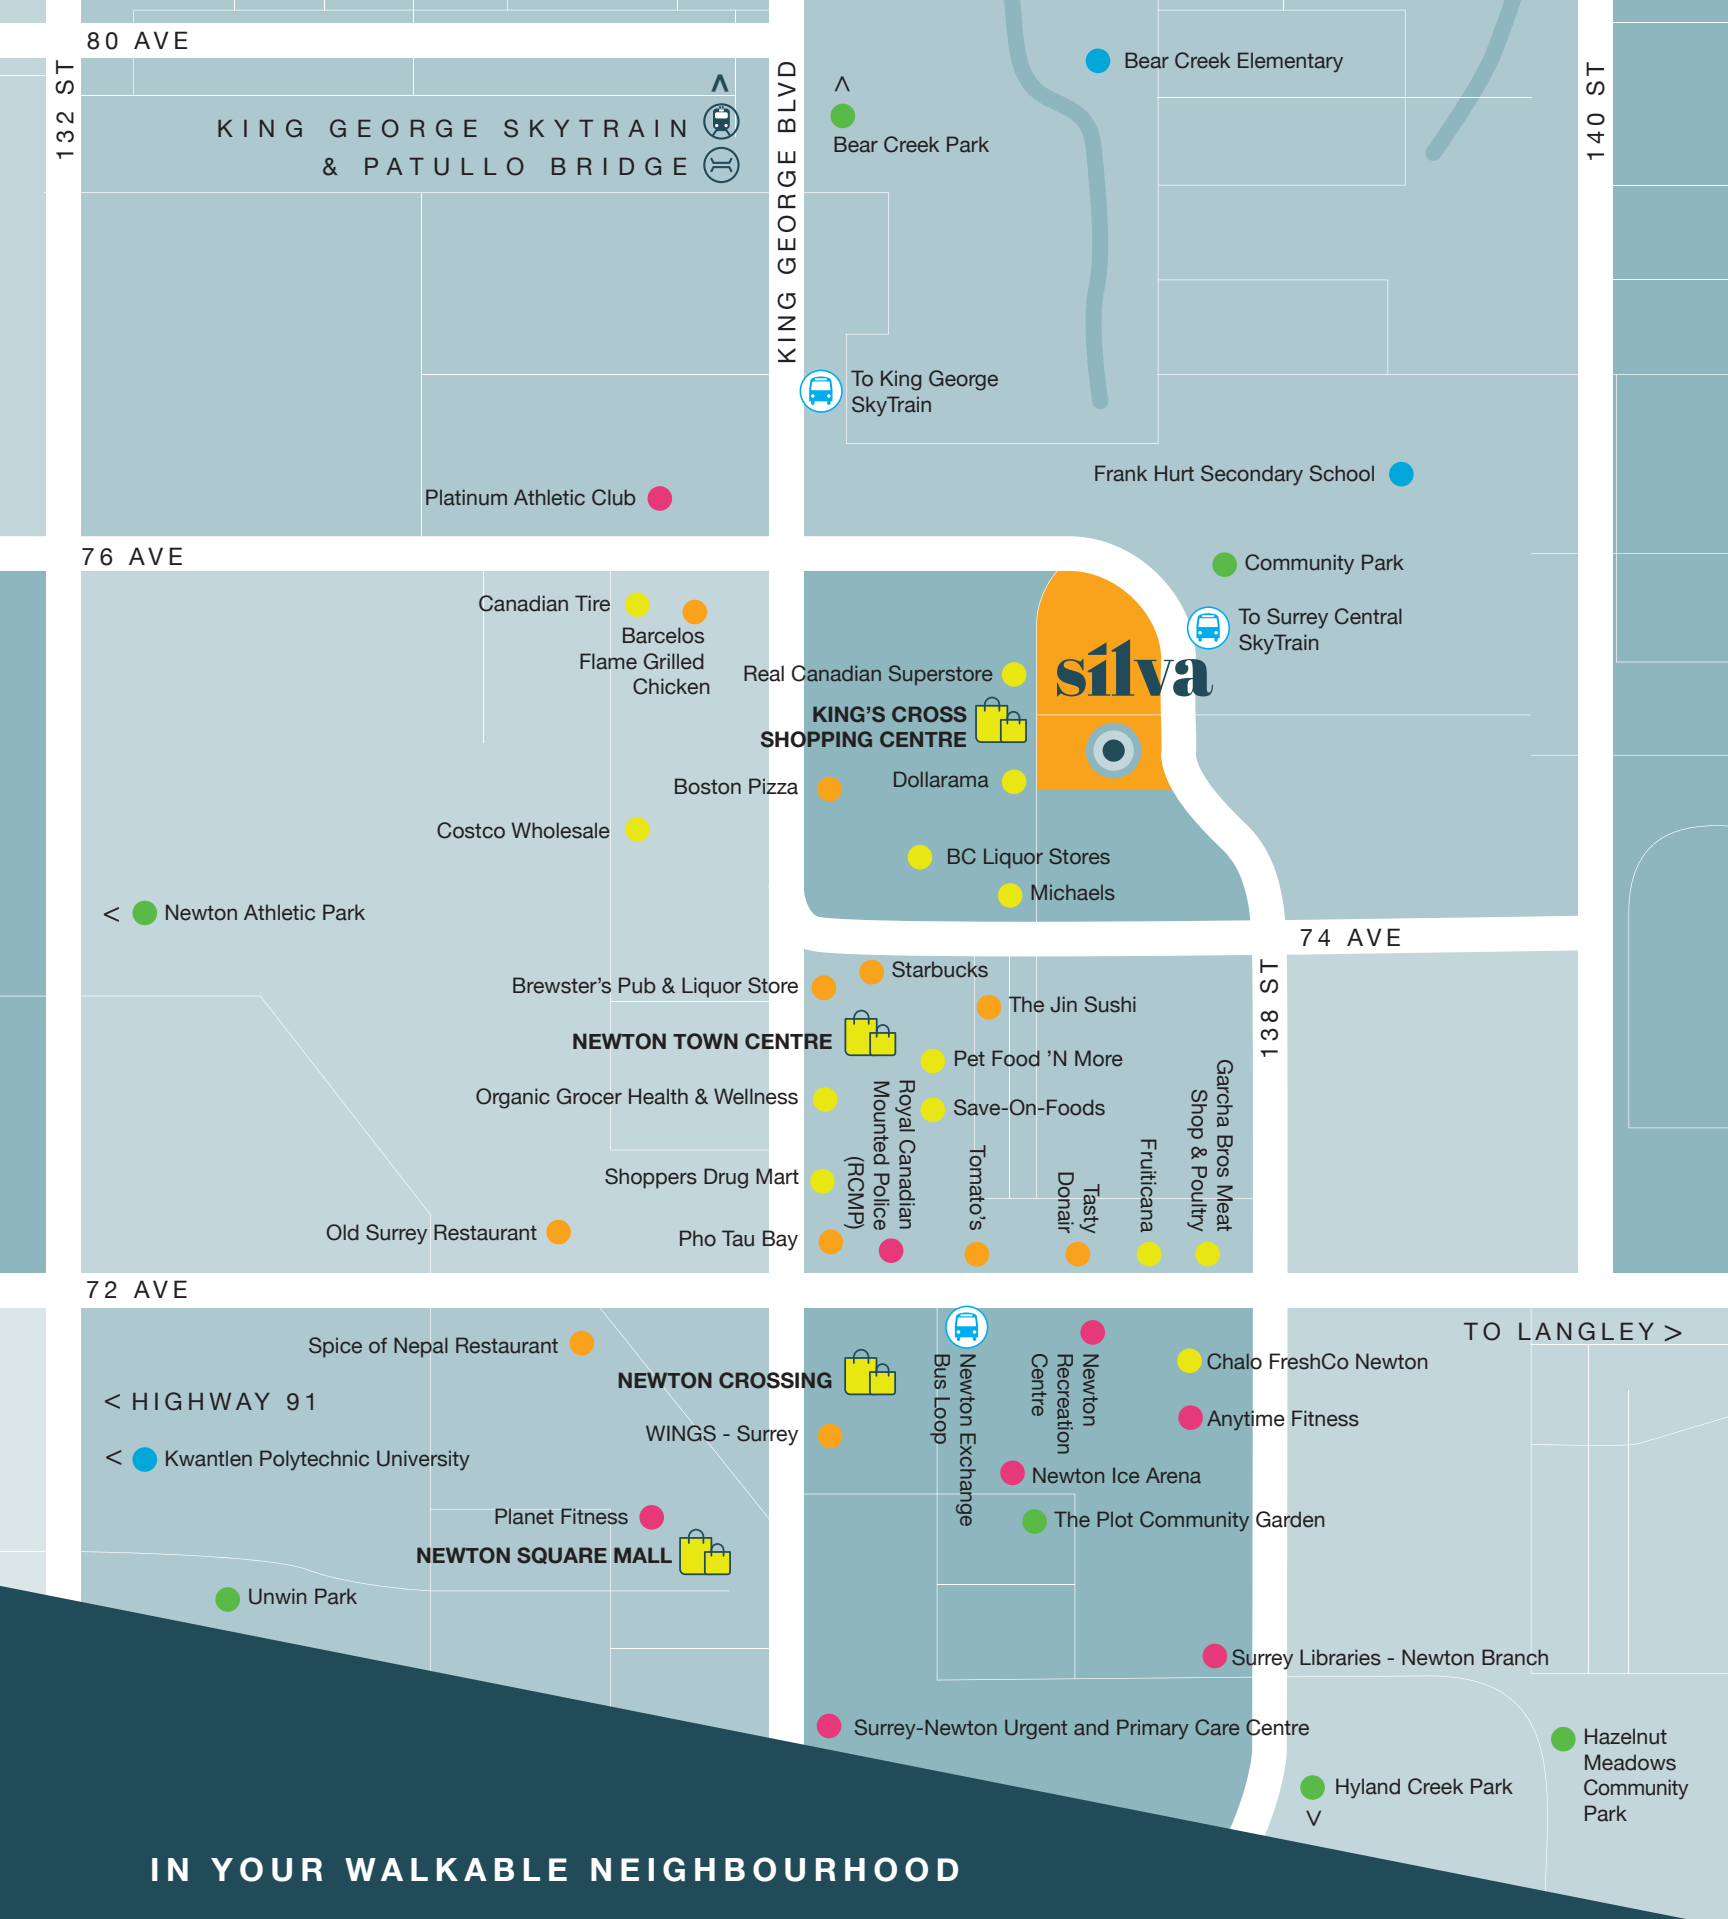 80 AVE
132 ST
KING GEORGE SKYTRAIN
& PATULLO BRIDGE
KING GEORGE BLVD
Bear Creek Park
Bear Creek Elementary
140 ST
To King George
SkyTrain
Frank Hurt Secondary School
Platinum Athletic Club
76 AVE
Community Park
To Surrey Central
SkyTrain
Canadian Tire
Barcelos
Flame Grilled
Chicken
Real Canadian Superstore
silva
KING'S CROSS
SHOPPING CENTRE
Boston Pizza
Dollarama
Costco Wholesale
BC Liquor Stores
Michaels
< Newton Athletic Park
74 AVE
138 ST
Starbucks
Brewster's Pub & Liquor Store
The Jin Sushi
NEWTON TOWN CENTRE
Pet Food 'N More
Organic Grocer Health & Wellness
Save-On-Foods
Royal Canadian
Mounted Police
(RCMP)
Tomato's
Tasty
Donair
Fruiticana
Garcha Bros Meat
Shop & Poultry
Shoppers Drug Mart
Old Surrey Restaurant
Pho Tau Bay
72 AVE
TO LANGLEY >
Spice of Nepal Restaurant
NEWTON CROSSING
Newton Exchange
Bus Loop
Newton
Recreation
Centre
Chalo FreshCo Newton
< HIGHWAY 91
WINGS - Surrey
Anytime Fitness
< Kwantlen Polytechnic University
Newton Ice Arena
Planet Fitness
The Plot Community Garden
NEWTON SQUARE MALL
Unwin Park
Surrey Libraries - Newton Branch
Surrey-Newton Urgent and Primary Care Centre
Hazelnut
Meadows
Community
Park
Hyland Creek Park
IN YOUR WALKABLE NEIGHBOURHOOD